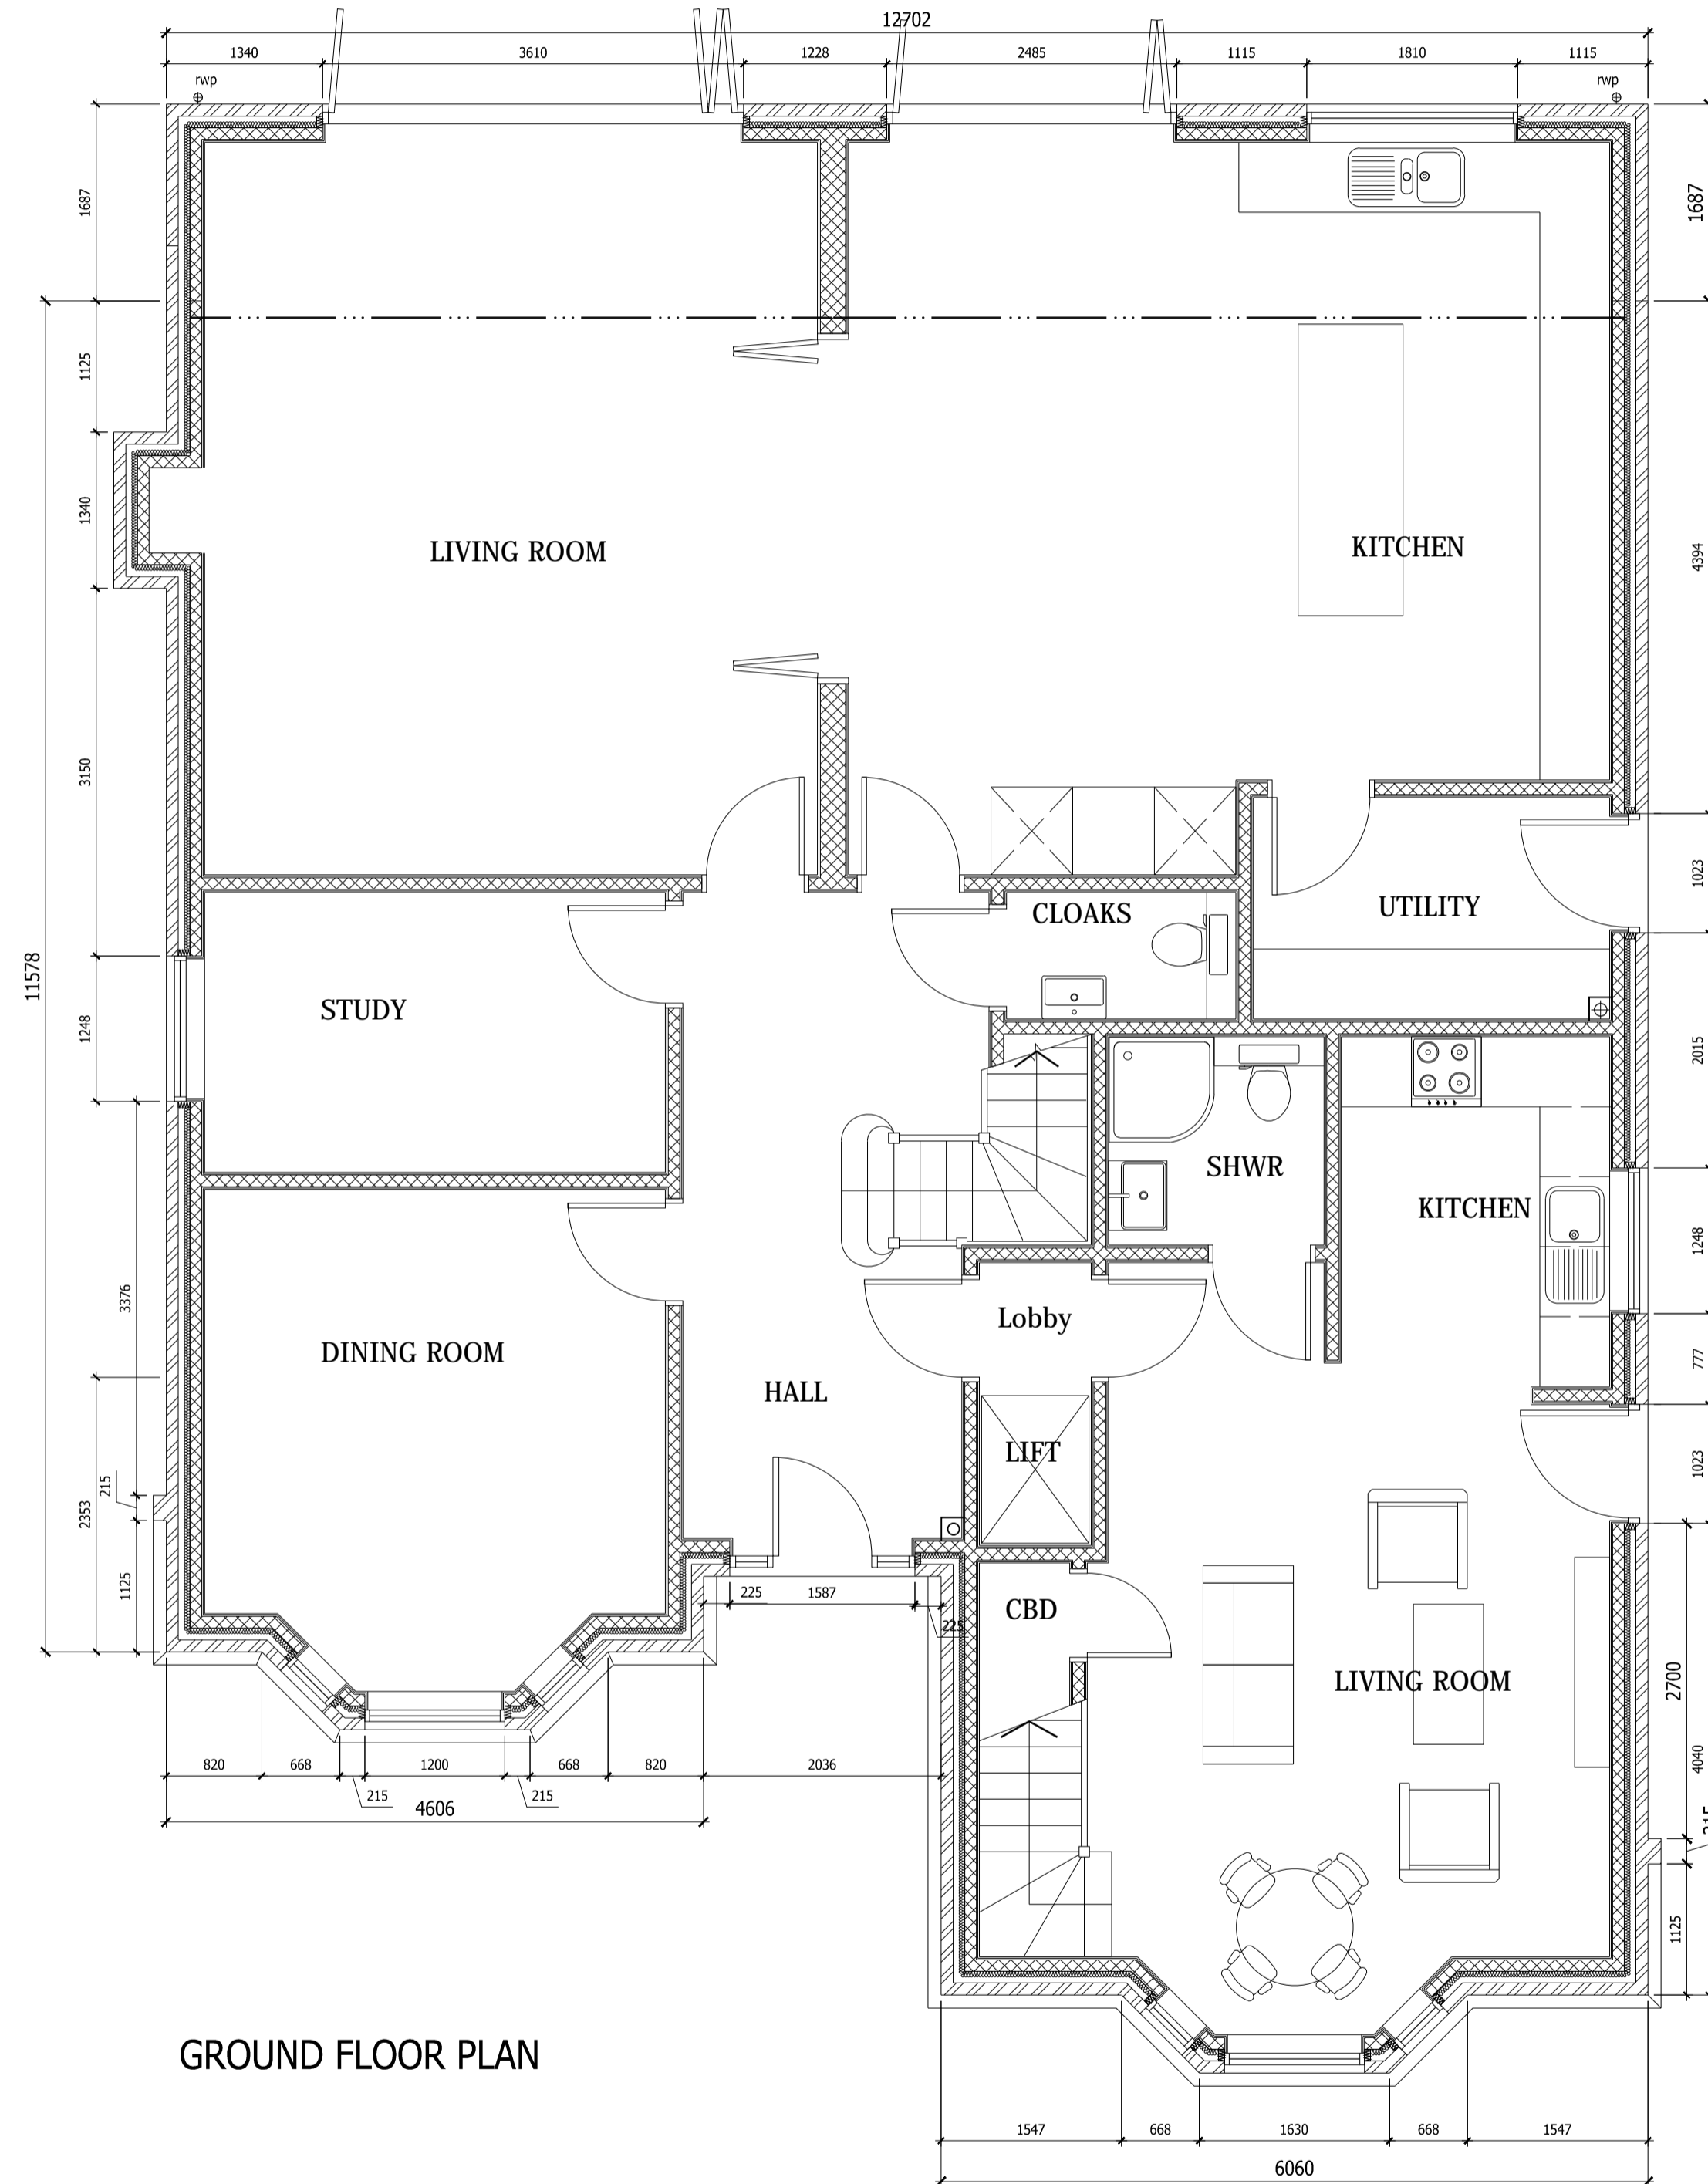 12702
1340 3610 1228 2485 1115 1810 1115
rwp rwp
1687
1687
1125
1340
LIVING ROOM
KITCHEN
4394
3150
1023
CLOAKS
UTILITY
11578
STUDY
1248
2015
SHWR
KITCHEN
1248
3376
Lobby
DINING ROOM
777
HALL
LIFT
1023
215
2353
1125
225 1587
225
CBD
LIVING ROOM
2700
820 668 1200 668 820 2036
4040
215 215
4606
215
1125
GROUND FLOOR PLAN
1547 668 1630 668 1547
6060